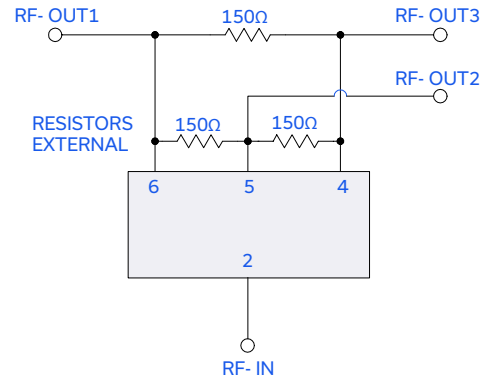 RF- OUT1
150Ω
RF- OUT3
RF- OUT2
RESISTORS
EXTERNAL
150Ω
150Ω
6
5
4
2
RF- IN